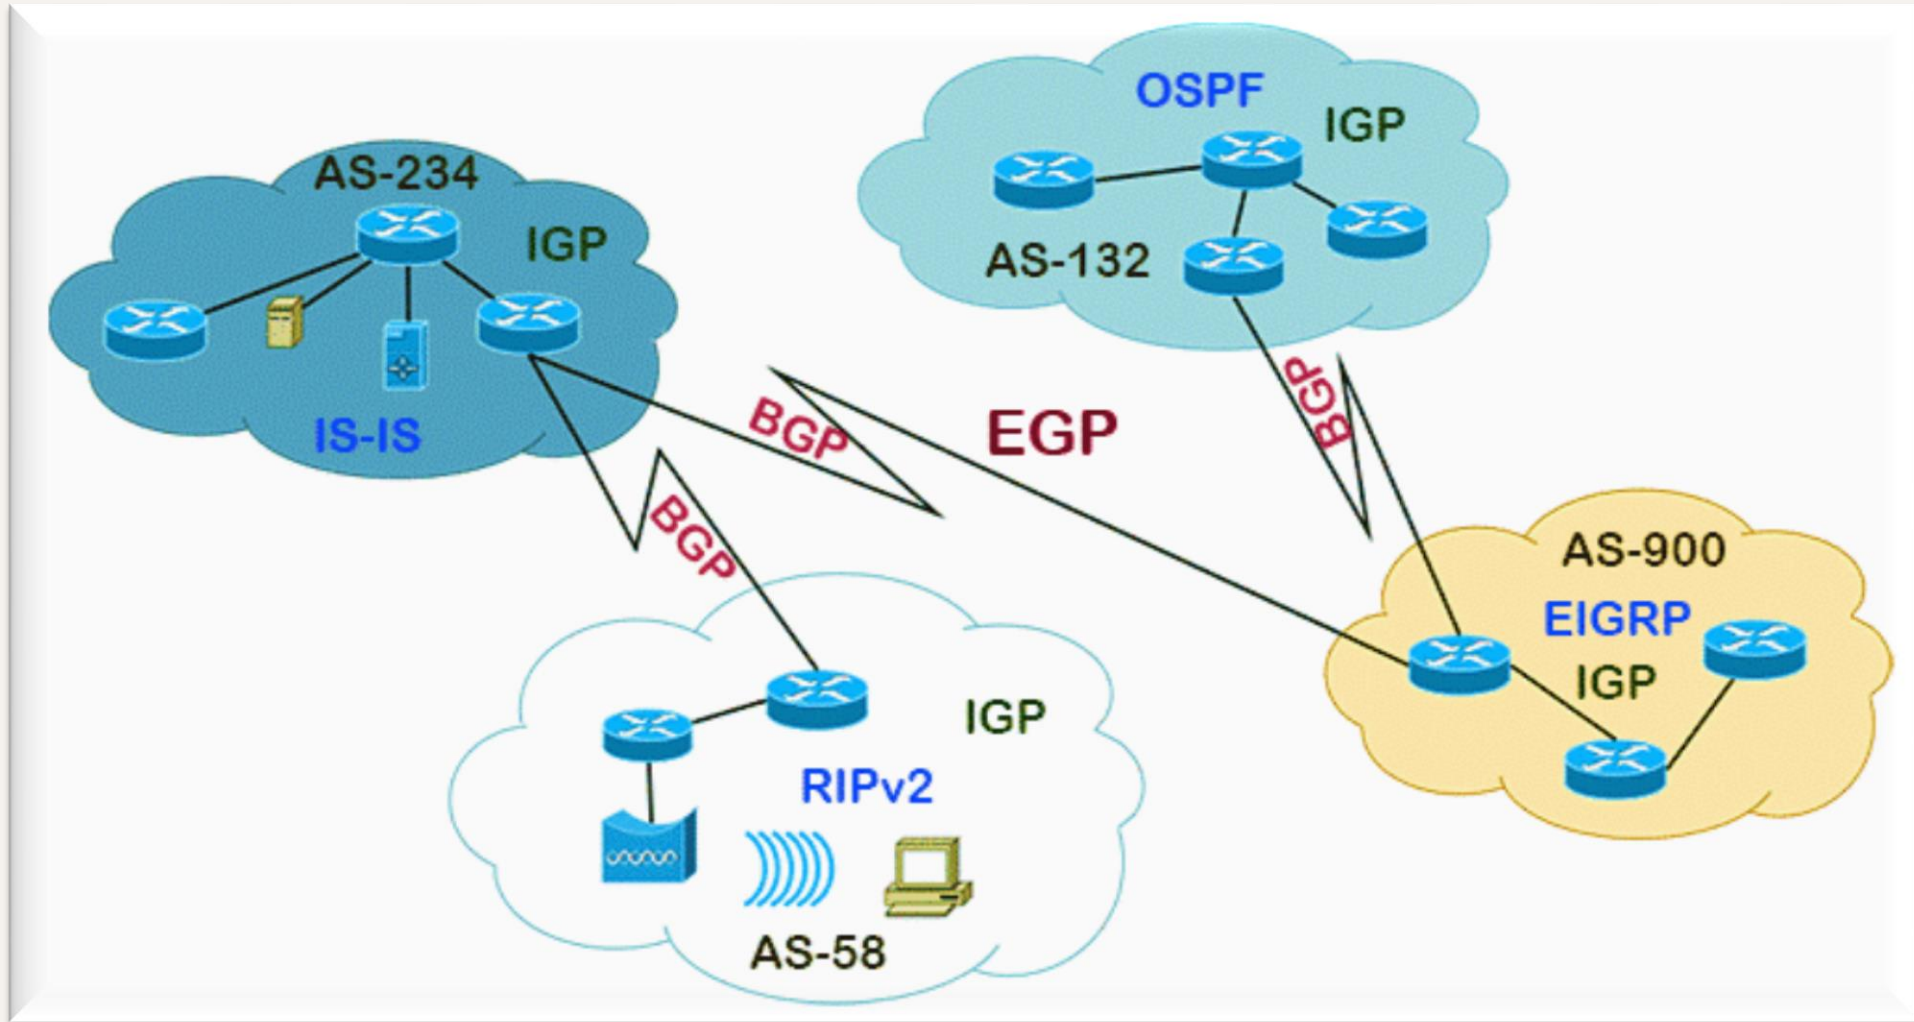 OSPF
IGP
AS-132
AS-234
IGP
IS-IS
BGP
EGP
BGP
BGP
AS-900
EIGRP
IGP
IGP
RIPv2
AS-58